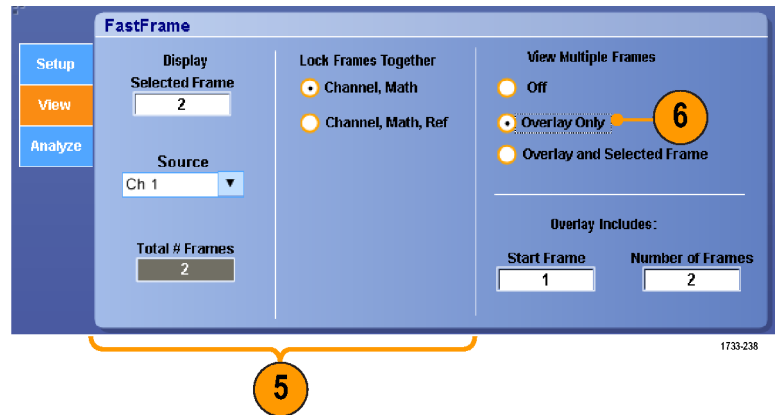 FastFrame
Setup
View
Analyze
Display
Selected Frame
2
Source
Ch 1
Total # Frames
2
Lock Frames Together
Channel, Math
Channel, Math, Ref
View Multiple Frames
Off
Overlay Only
6
Overlay and Selected Frame
Overlay Includes:
Start Frame
1
Number of Frames
2
5
1733-238